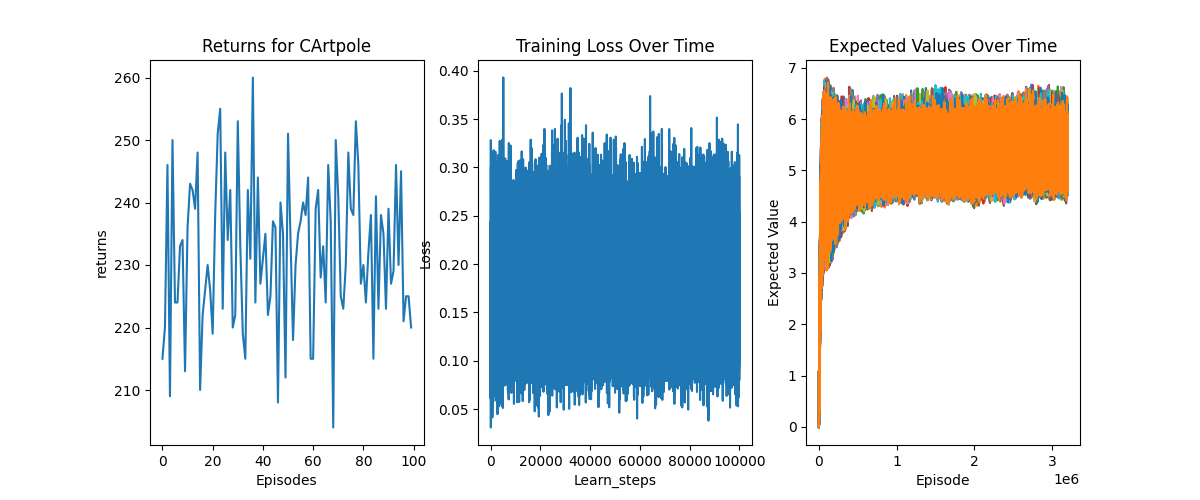 Returns for CArtpole
260
250
240
230
220
210
returns
0 20 40 60 80 100
Episodes
Training Loss Over Time
0.40
0.35
0.30
0.25
0.20
0.15
0.10
0.05
Loss
0 20000 40000 60000 80000 100000
Learn_steps
Expected Values Over Time
7
6
5
4
3
2
1
0
Expected Value
0 1 2 3
1e6
Episode